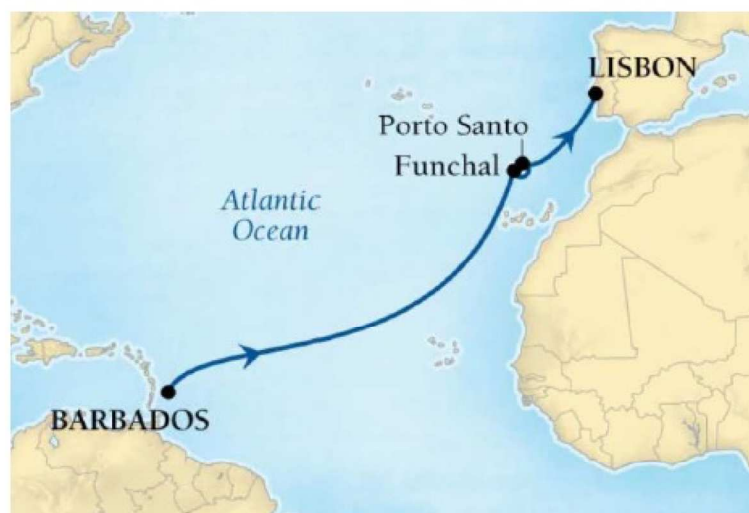 LISBON
Porto Santo
Funchal
Atlantic
Ocean
BARBADOS